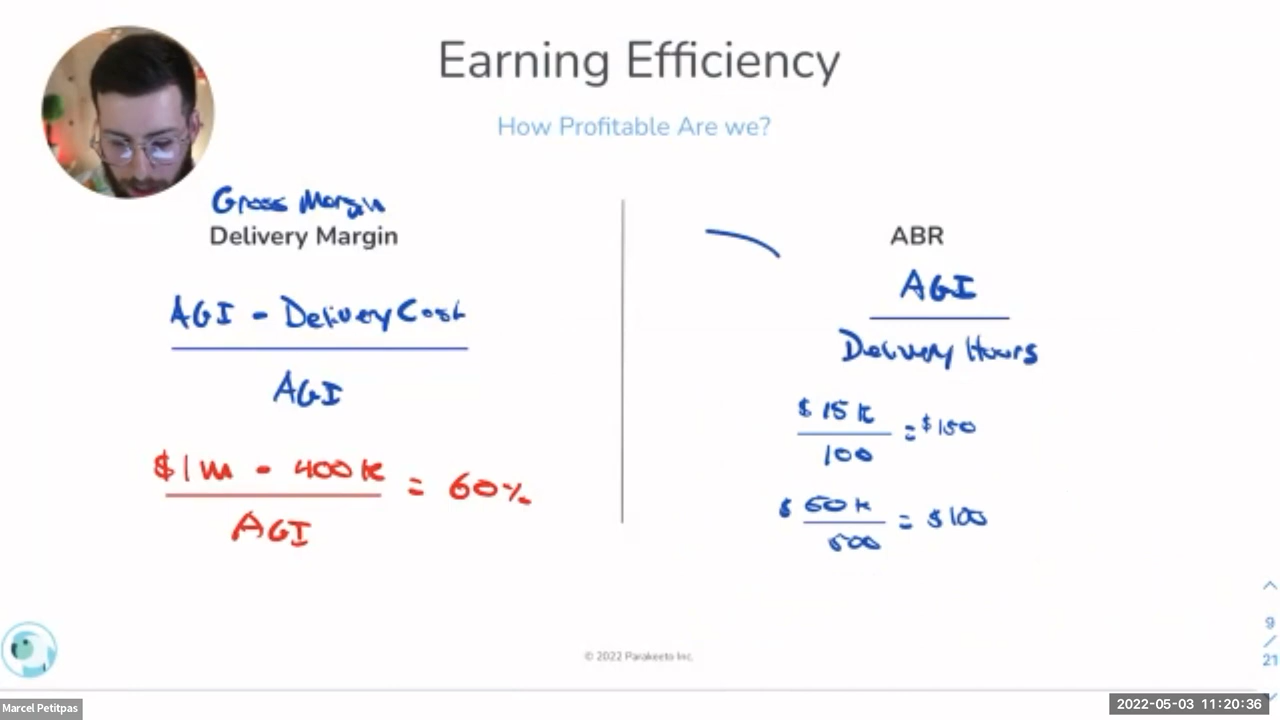 Earning Efficiency
How Profitable Are we?
Gross Margin
Delivery Margin
AGI - Delivery Cost
AGI
$1m - 400k = 60%
AGI
ABR
AGI
Delivery Hours
$15k
100
=$150
$50k
500
= $100
9
/
21
© 2022 Parakeeto Inc.
Marcel Petitpas
2022-05-03 11:20:36